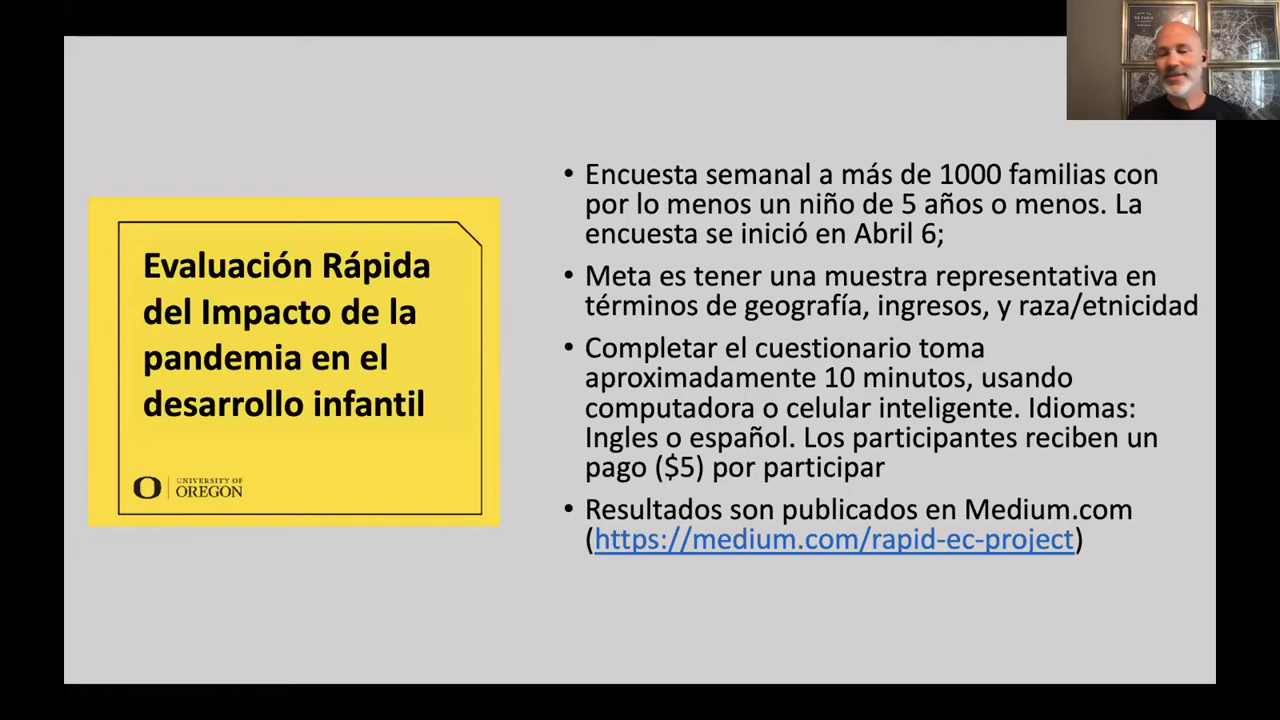 Evaluación Rápida
del Impacto de la
pandemia en el
desarrollo infantil
UNIVERSITY OF
OREGON
• Encuesta semanal a más de 1000 familias con
por lo menos un niño de 5 años o menos. La
encuesta se inició en Abril 6;
• Meta es tener una muestra representativa en
términos de geografía, ingresos, y raza/etnicidad
• Completar el cuestionario toma
aproximadamente 10 minutos, usando
computadora o celular inteligente. Idiomas:
Ingles o español. Los participantes reciben un
pago ($5) por participar
• Resultados son publicados en Medium.com
(https://medium.com/rapid-ec-project)